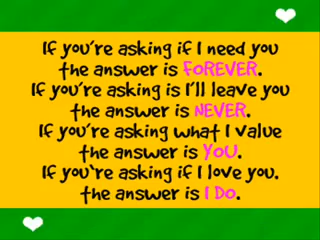 If you're asking if I need you
the answer is FOREVER.
If you're asking is I'll leave you
the answer is NEVER.
If you're asking what I value
the answer is YOU.
If you're asking if I love you,
the answer is I DO.